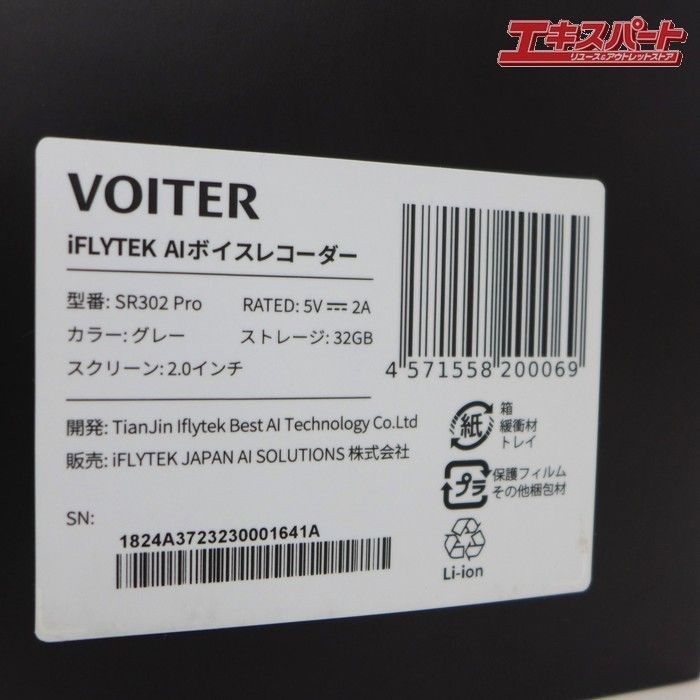 エキスパート
リユース&アウトレットストア
VOITER
iFLYTEK AIボイスレコーダー
型番: SR302 Pro
RATED: 5V ⎓ 2A
カラー: グレー
ストレージ: 32GB
スクリーン: 2.0インチ
4 571558 200069
開発: TianJin Iflytek Best AI Technology Co.Ltd
販売: iFLYTEK JAPAN AI SOLUTIONS 株式会社
紙
箱
緩衝材
トレイ
プラ
保護フィルム
その他梱包材
SN:
1824A3723230001641A
Li-ion